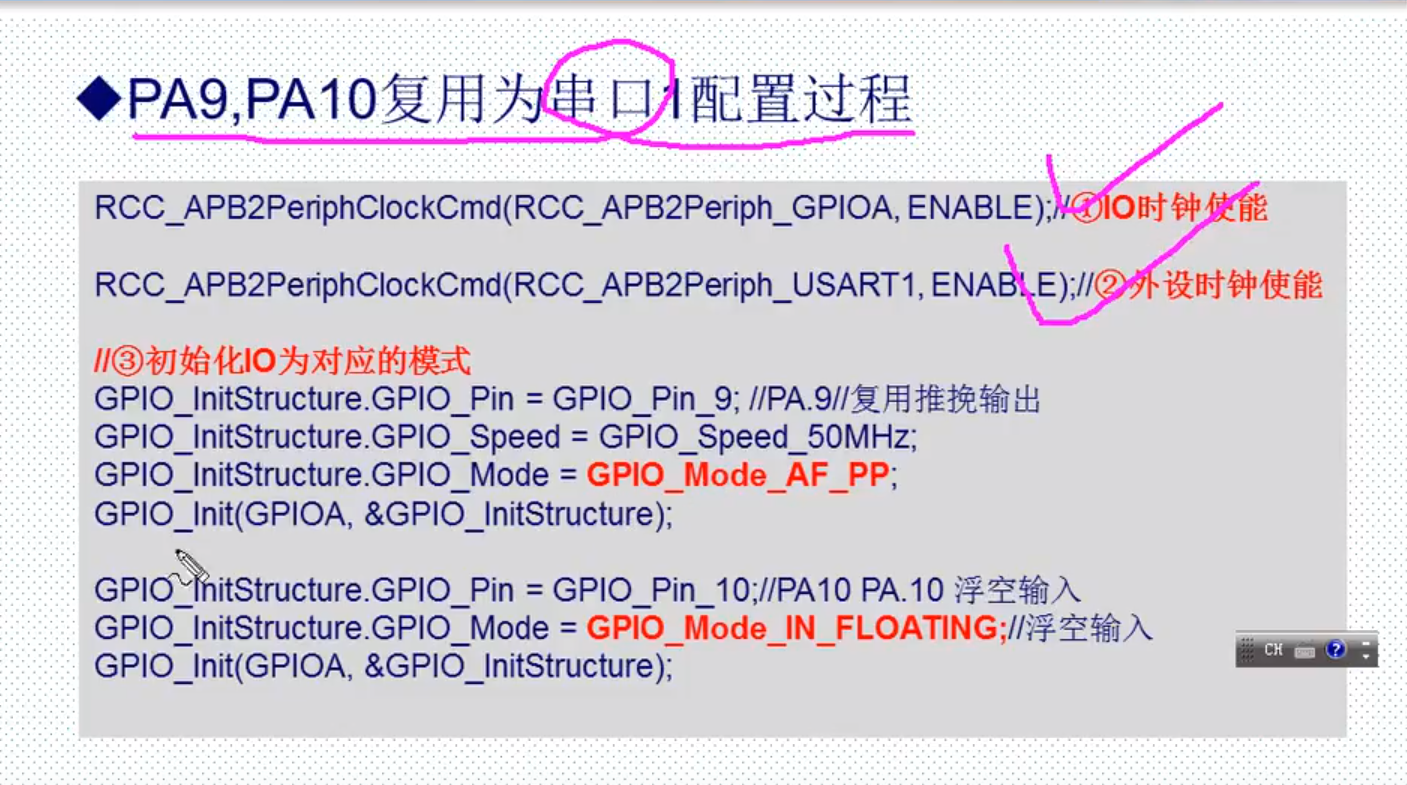 ◆PA9,PA10复用为串口1配置过程
RCC_APB2PeriphClockCmd(RCC_APB2Periph_GPIOA, ENABLE);//①IO时钟使能
RCC_APB2PeriphClockCmd(RCC_APB2Periph_USART1, ENABLE);//②外设时钟使能
//③初始化IO为对应的模式
GPIO_InitStructure.GPIO_Pin = GPIO_Pin_9; //PA.9//复用推挽输出
GPIO_InitStructure.GPIO_Speed = GPIO_Speed_50MHz;
GPIO_InitStructure.GPIO_Mode = GPIO_Mode_AF_PP;
GPIO_Init(GPIOA, &GPIO_InitStructure);
GPIO_InitStructure.GPIO_Pin = GPIO_Pin_10;//PA10 PA.10 浮空输入
GPIO_InitStructure.GPIO_Mode = GPIO_Mode_IN_FLOATING;//浮空输入
GPIO_Init(GPIOA, &GPIO_InitStructure);
CH